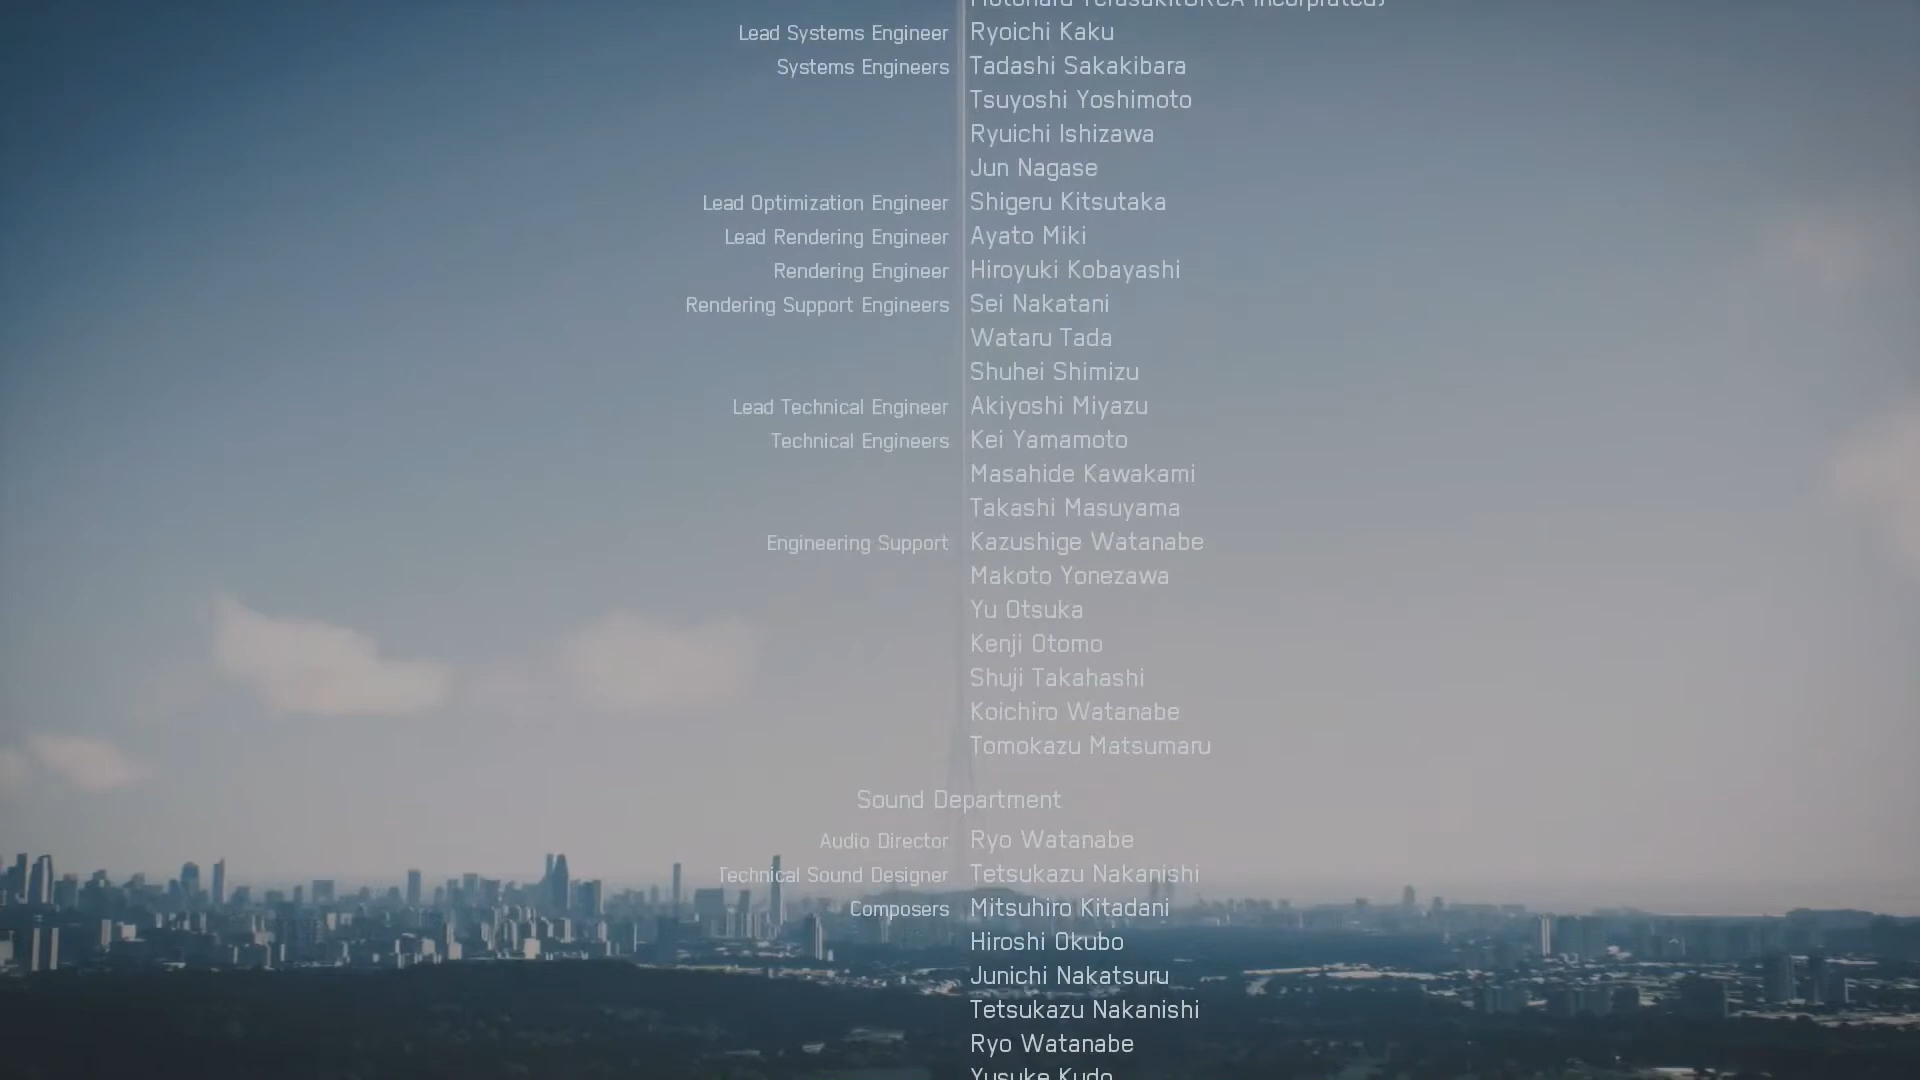 Lead Systems Engineer Ryoichi Kaku
Systems Engineers Tadashi Sakakibara
Tsuyoshi Yoshimoto
Ryuichi Ishizawa
Jun Nagase
Lead Optimization Engineer Shigeru Kitsutaka
Lead Rendering Engineer Ayato Miki
Rendering Engineer Hiroyuki Kobayashi
Rendering Support Engineers Sei Nakatani
Wataru Tada
Shuhei Shimizu
Lead Technical Engineer Akiyoshi Miyazu
Technical Engineers Kei Yamamoto
Masahide Kawakami
Takashi Masuyama
Engineering Support Kazushige Watanabe
Makoto Yonezawa
Yu Otsuka
Kenji Otomo
Shuji Takahashi
Koichiro Watanabe
Tomokazu Matsumaru
Sound Department
Audio Director Ryo Watanabe
Technical Sound Designer Tetsukazu Nakanishi
Composers Mitsuhiro Kitadani
Hiroshi Okubo
Junichi Nakatsuru
Tetsukazu Nakanishi
Ryo Watanabe
Yusuke Kudo